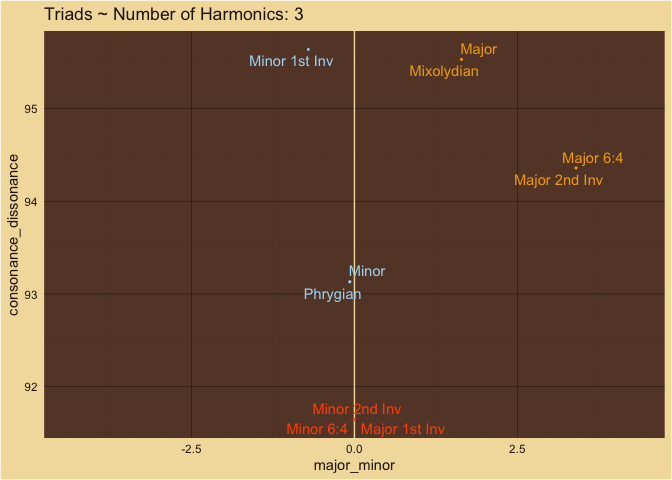 Triads ~ Number of Harmonics: 3
Major
Minor 1st Inv
Mixolydian
95
Major 6:4
Major 2nd Inv
94
consonance_dissonance
Minor
Phrygian
93
92
Minor 2nd Inv
Minor 6:4 Major 1st Inv
-2.5 0.0 2.5
major_minor